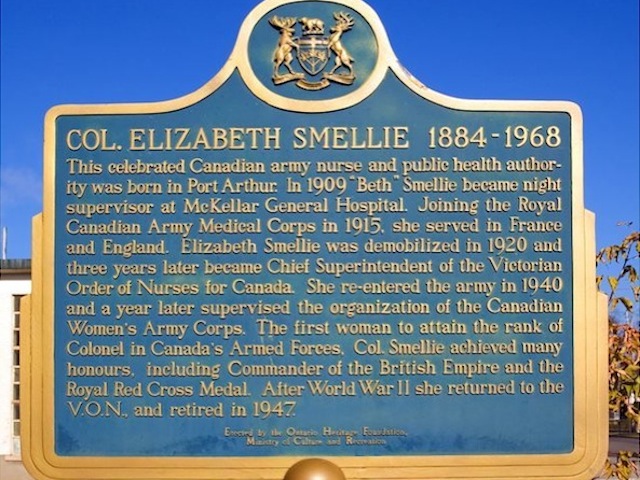 COL. ELIZABETH SMELLIE 1884-1968
This celebrated Canadian army nurse and public health author-
ity was born in Port Arthur. In 1909 "Beth" Smellie became night
supervisor at McKellar General Hospital. Joining the Royal
Canadian Army Medical Corps in 1915, she served in France
and England. Elizabeth Smellie was demobilized in 1920 and
three years later became Chief Superintendent of the Victorian
Order of Nurses for Canada. She re-entered the army in 1940
and a year later supervised the organization of the Canadian
Women's Army Corps. The first woman to attain the rank of
Colonel in Canada's Armed Forces, Col. Smellie achieved many
honours, including Commander of the British Empire and the
Royal Red Cross Medal. After World War II she returned to the
V.O.N., and retired in 1947.
Erected by the Ontario Heritage Foundation,
Ministry of Culture and Recreation